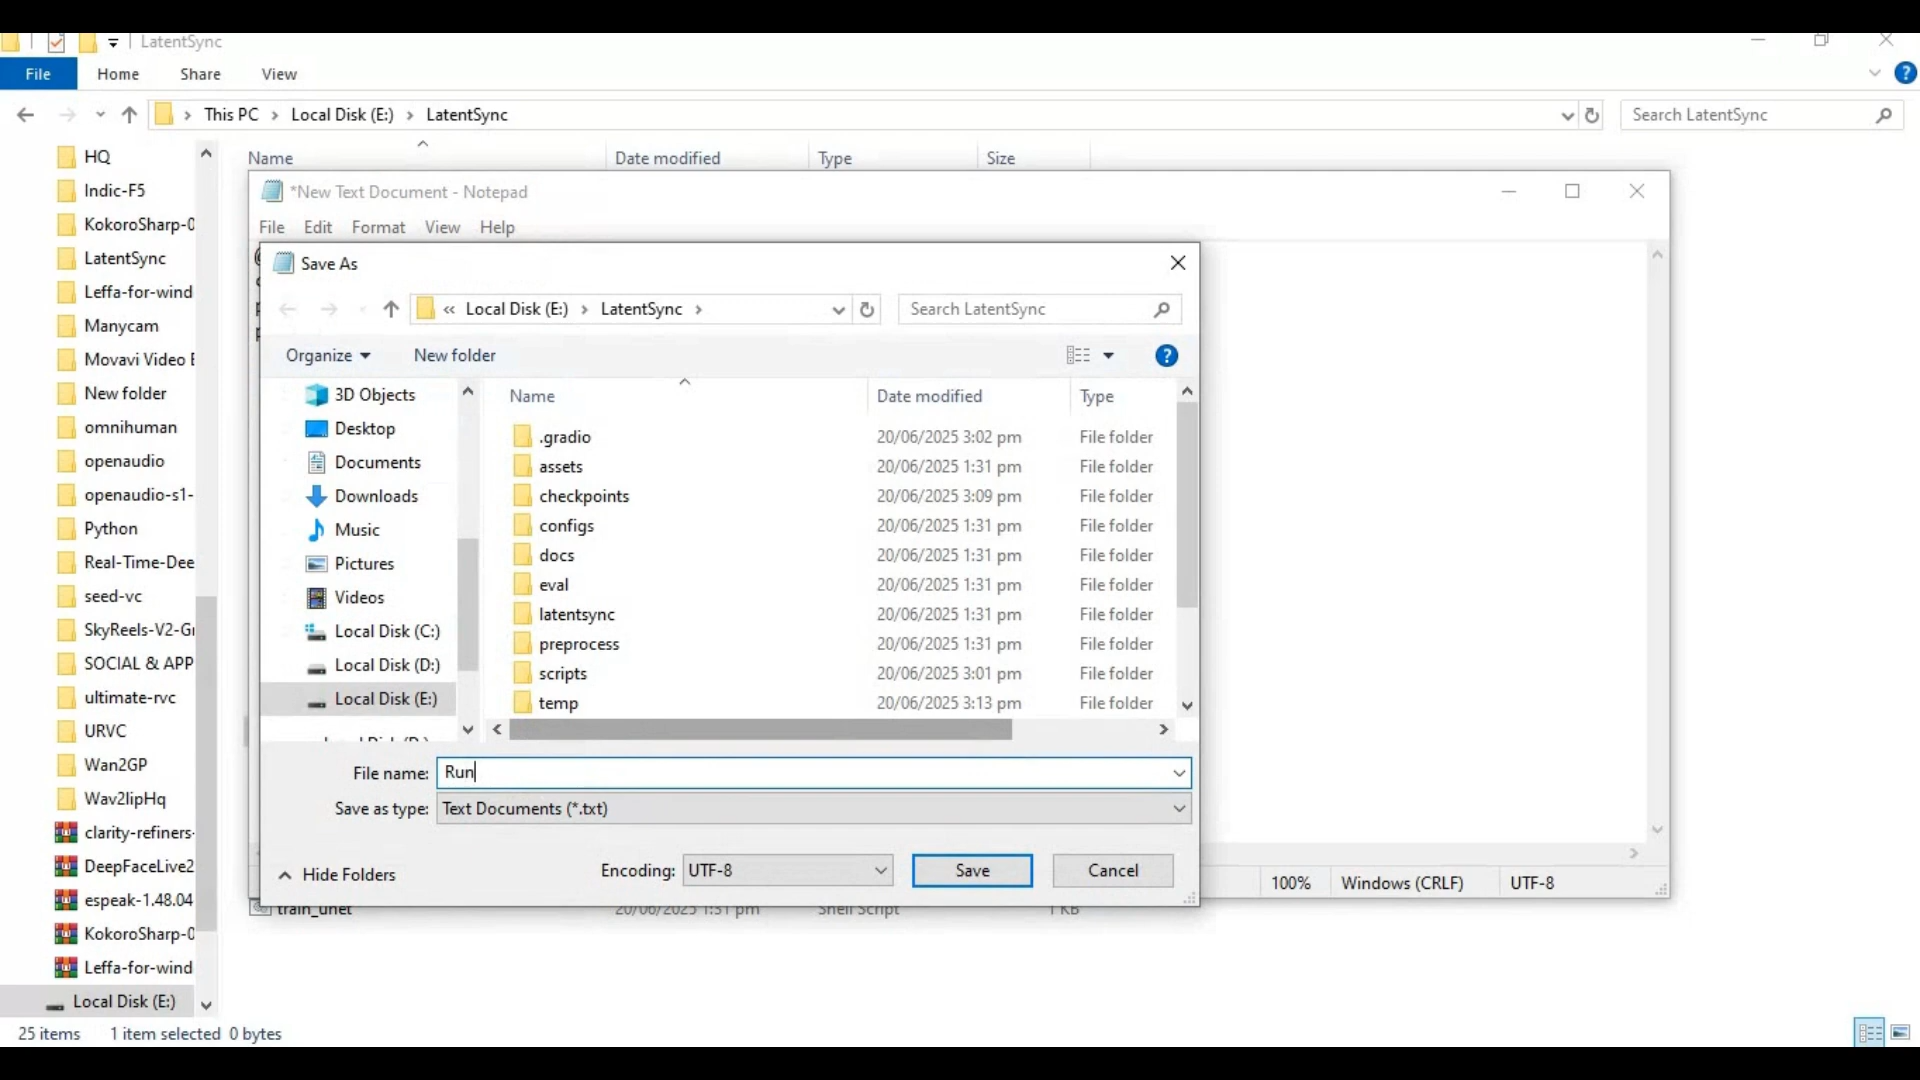 LatentSync
File Home Share View
This PC > Local Disk (E:) > LatentSync
Search LatentSync
HQ
Indic-F5
KokoroSharp-0
LatentSync
Leffa-for-wind
Manycam
Movavi Video E
New folder
omnihuman
openaudio
openaudio-s1-
Python
Real-Time-Dee
seed-vc
SkyReels-V2-Gr
SOCIAL & APP
ultimate-rvc
URVC
Wan2GP
Wav2lipHq
clarity-refiners-
DeepFaceLive2
espeak-1.48.04
KokoroSharp-0
Leffa-for-wind
Local Disk (E:)
Name Date modified Type Size
*New Text Document - Notepad
File Edit Format View Help
Save As
« Local Disk (E:) > LatentSync >
Search LatentSync
Organize New folder
3D Objects
Desktop
Documents
Downloads
Music
Pictures
Videos
Local Disk (C:)
Local Disk (D:)
Local Disk (E:)
Name Date modified Type
.gradio 20/06/2025 3:02 pm File folder
assets 20/06/2025 1:31 pm File folder
checkpoints 20/06/2025 3:09 pm File folder
configs 20/06/2025 1:31 pm File folder
docs 20/06/2025 1:31 pm File folder
eval 20/06/2025 1:31 pm File folder
latentsync 20/06/2025 1:31 pm File folder
preprocess 20/06/2025 1:31 pm File folder
scripts 20/06/2025 3:01 pm File folder
temp 20/06/2025 3:13 pm File folder
File name: Run
Save as type: Text Documents (*.txt)
Hide Folders Encoding: UTF-8 Save Cancel
100% Windows (CRLF) UTF-8
train_unet 20/06/2025 1:31 pm Shell Script 1 KB
25 items 1 item selected 0 bytes